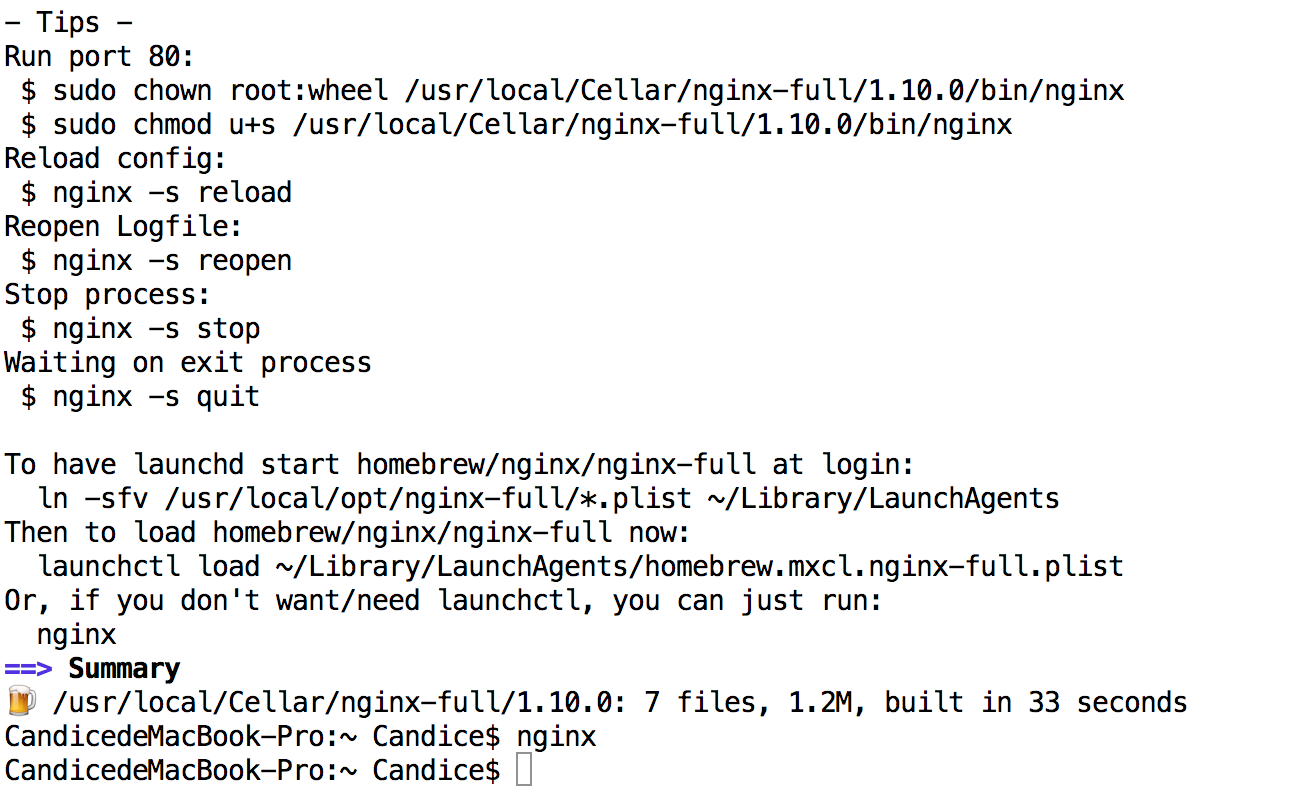 - Tips -
Run port 80:
 $ sudo chown root:wheel /usr/local/Cellar/nginx-full/1.10.0/bin/nginx
 $ sudo chmod u+s /usr/local/Cellar/nginx-full/1.10.0/bin/nginx
Reload config:
 $ nginx -s reload
Reopen Logfile:
 $ nginx -s reopen
Stop process:
 $ nginx -s stop
Waiting on exit process
 $ nginx -s quit

To have launchd start homebrew/nginx/nginx-full at login:
  ln -sfv /usr/local/opt/nginx-full/*.plist ~/Library/LaunchAgents
Then to load homebrew/nginx/nginx-full now:
  launchctl load ~/Library/LaunchAgents/homebrew.mxcl.nginx-full.plist
Or, if you don't want/need launchctl, you can just run:
  nginx
==> Summary
🍺 /usr/local/Cellar/nginx-full/1.10.0: 7 files, 1.2M, built in 33 seconds
CandicedeMacBook-Pro:~ Candice$ nginx
CandicedeMacBook-Pro:~ Candice$